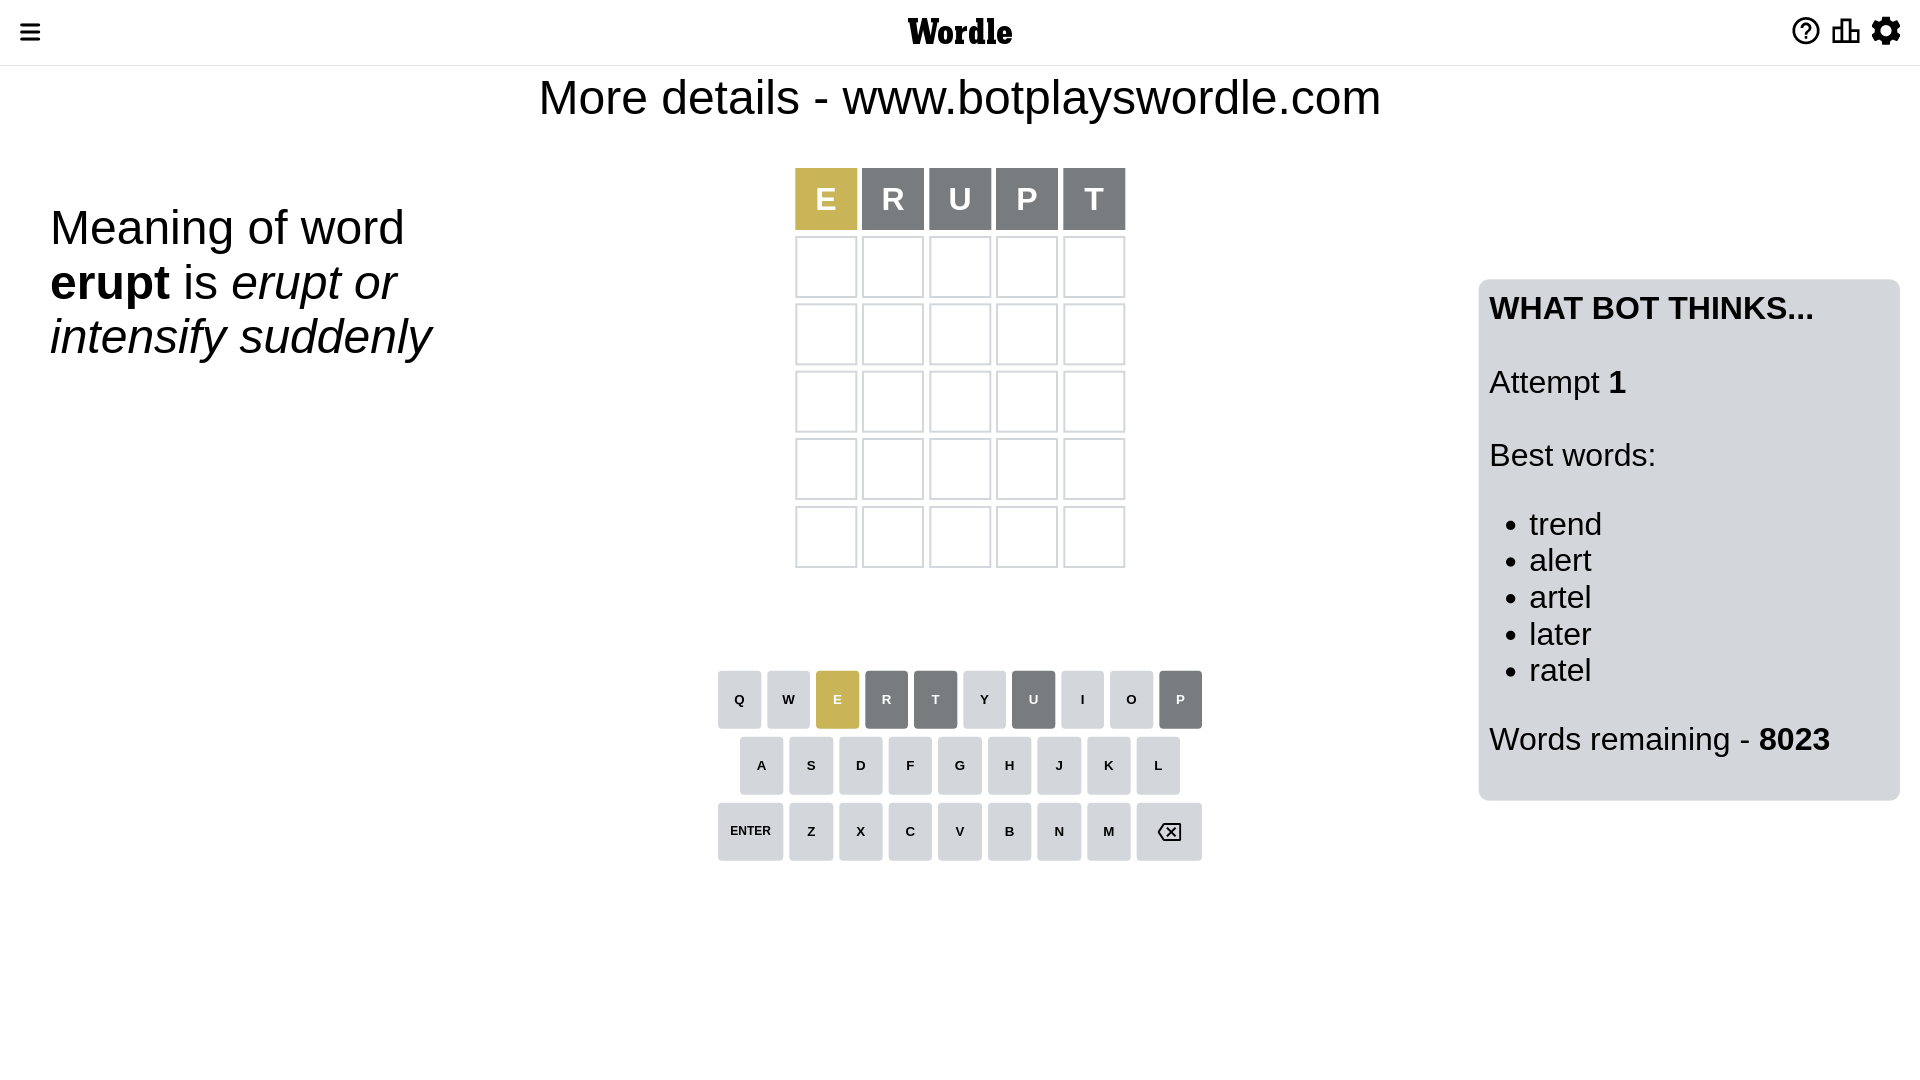 Wordle
More details - www.botplayswordle.com
Meaning of word
erupt is erupt or
intensify suddenly
E R U P T
WHAT BOT THINKS...
Attempt 1
Best words:
• trend
• alert
• artel
• later
• ratel
Words remaining - 8023
Q W E R T Y U I O P
A S D F G H J K L
ENTER Z X C V B N M